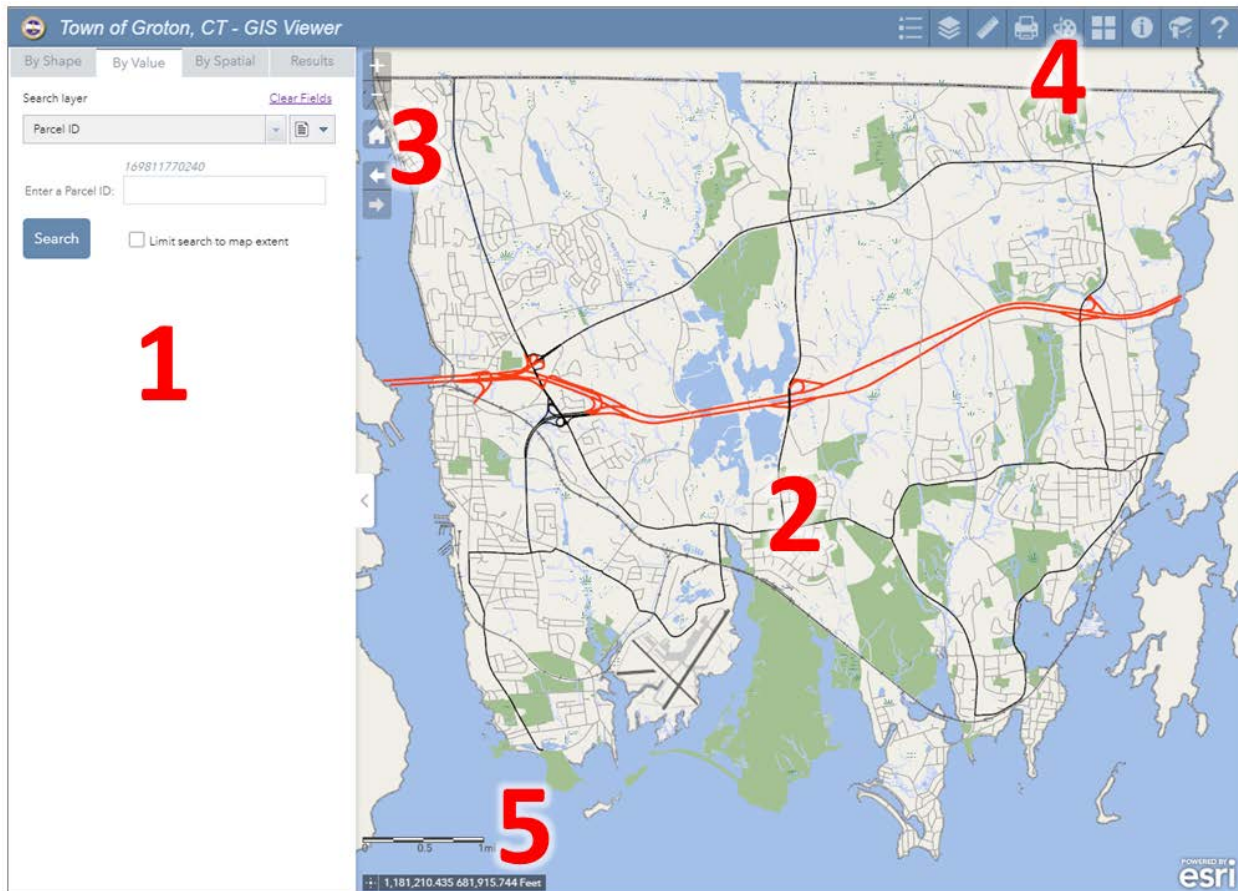 Town of Groton, CT - GIS Viewer
By Shape By Value By Spatial Results
Search layer Clear Fields
Parcel ID
169811770240
Enter a Parcel ID:
Search Limit search to map extent
1
2
3
4
5
0 0.5 1mi
1,181,210.435 681,915.744 Feet
POWERED BY
esri